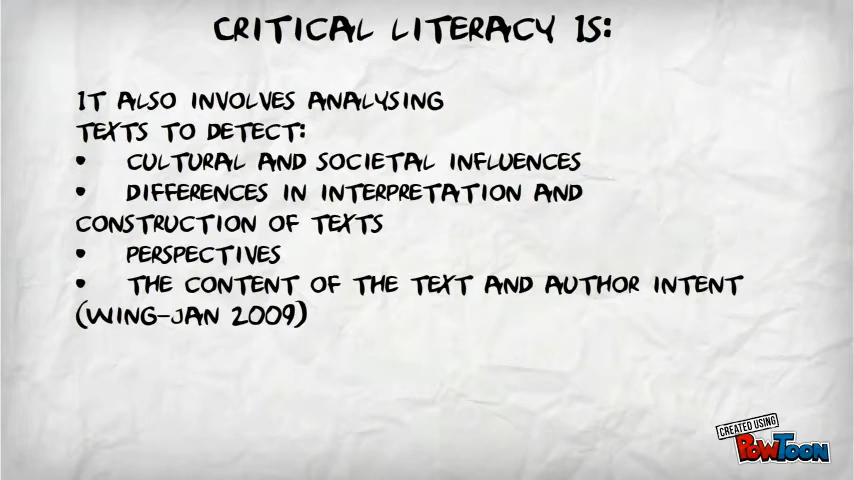 CRITICAL LITERACY IS:
IT ALSO INVOLVES ANALYSING
TEXTS TO DETECT:
• CULTURAL AND SOCIETAL INFLUENCES
• DIFFERENCES IN INTERPRETATION AND
CONSTRUCTION OF TEXTS
• PERSPECTIVES
• THE CONTENT OF THE TEXT AND AUTHOR INTENT
(WING-JAN 2009)
CREATED USING
POWTOON